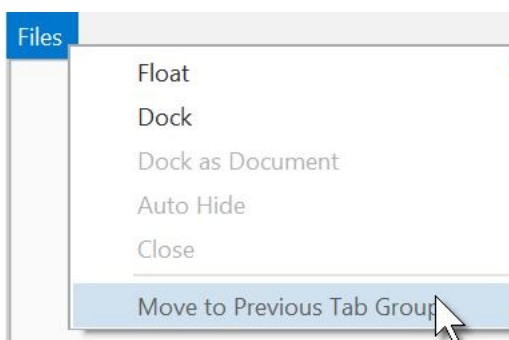 Files
Float
Dock
Dock as Document
Auto Hide
Close
Move to Previous Tab Group